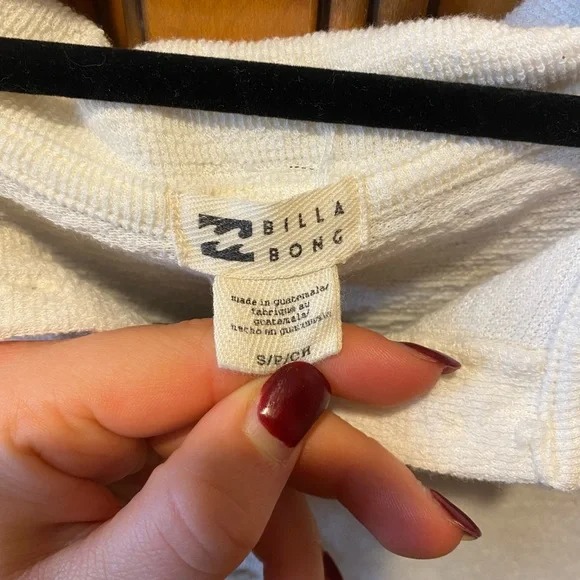 BILLA
BONG
made in guatemala/
fabriqué au
guatemala/
hecho en guatemala
S/P/CH